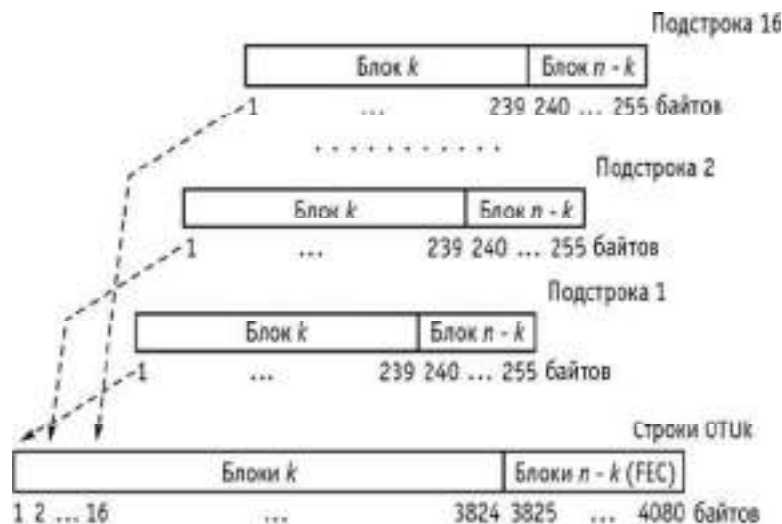 Подстрока 16
Блок k Блок n - k
1 ... 239 240 ... 255 байтов
. . . . . . . . . . .
Подстрока 2
Блок k Блок n - k
1 ... 239 240 ... 255 байтов
Подстрока 1
Блок k Блок n - k
1 ... 239 240 ... 255 байтов
Строки OTUk
Блоки k Блоки n - k (FEC)
1 2 ... 16 ... 3824 3825 ... 4080 байтов